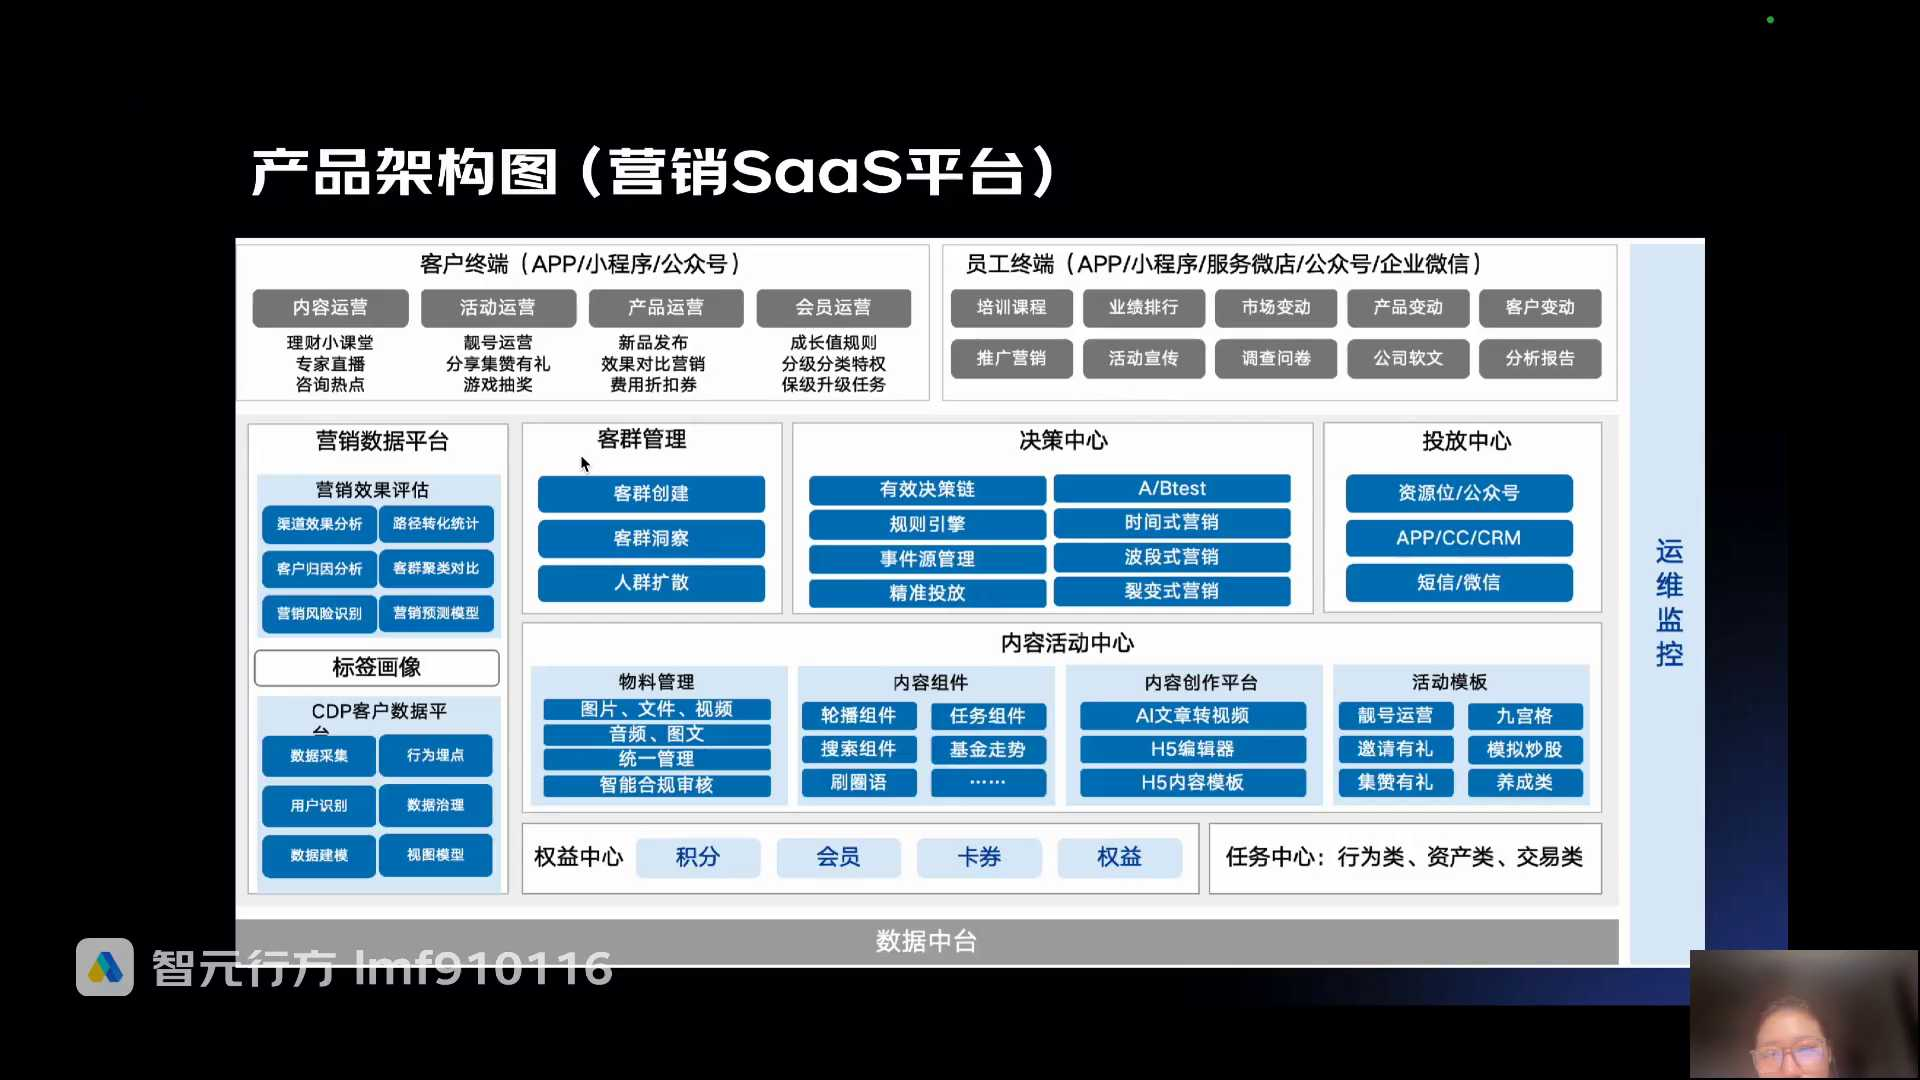 产品架构图（营销SaaS平台）
客户终端（APP/小程序/公众号）
内容运营
活动运营
产品运营
会员运营
理财小课堂
专家直播
咨询热点
靓号运营
分享集赞有礼
游戏抽奖
新品发布
效果对比营销
费用折扣券
成长值规则
分级分类特权
保级升级任务
员工终端（APP/小程序/服务微店/公众号/企业微信）
培训课程
业绩排行
市场变动
产品变动
客户变动
推广营销
活动宣传
调查问卷
公司软文
分析报告
营销数据平台
营销效果评估
渠道效果分析
路径转化统计
客户归因分析
客群聚类对比
营销风险识别
营销预测模型
标签画像
CDP客户数据平
台
数据采集
行为埋点
用户识别
数据治理
数据建模
视图模型
客群管理
客群创建
客群洞察
人群扩散
决策中心
有效决策链
A/Btest
规则引擎
时间式营销
事件源管理
波段式营销
精准投放
裂变式营销
投放中心
资源位/公众号
APP/CC/CRM
短信/微信
内容活动中心
物料管理
图片、文件、视频
音频、图文
统一管理
智能合规审核
内容组件
轮播组件
任务组件
搜索组件
基金走势
刷圈语
……
内容创作平台
AI文章转视频
H5编辑器
H5内容模板
活动模板
靓号运营
九宫格
邀请有礼
模拟炒股
集赞有礼
养成类
权益中心
积分
会员
卡券
权益
任务中心：行为类、资产类、交易类
运维监控
数据中台
智元行方 lmf910116